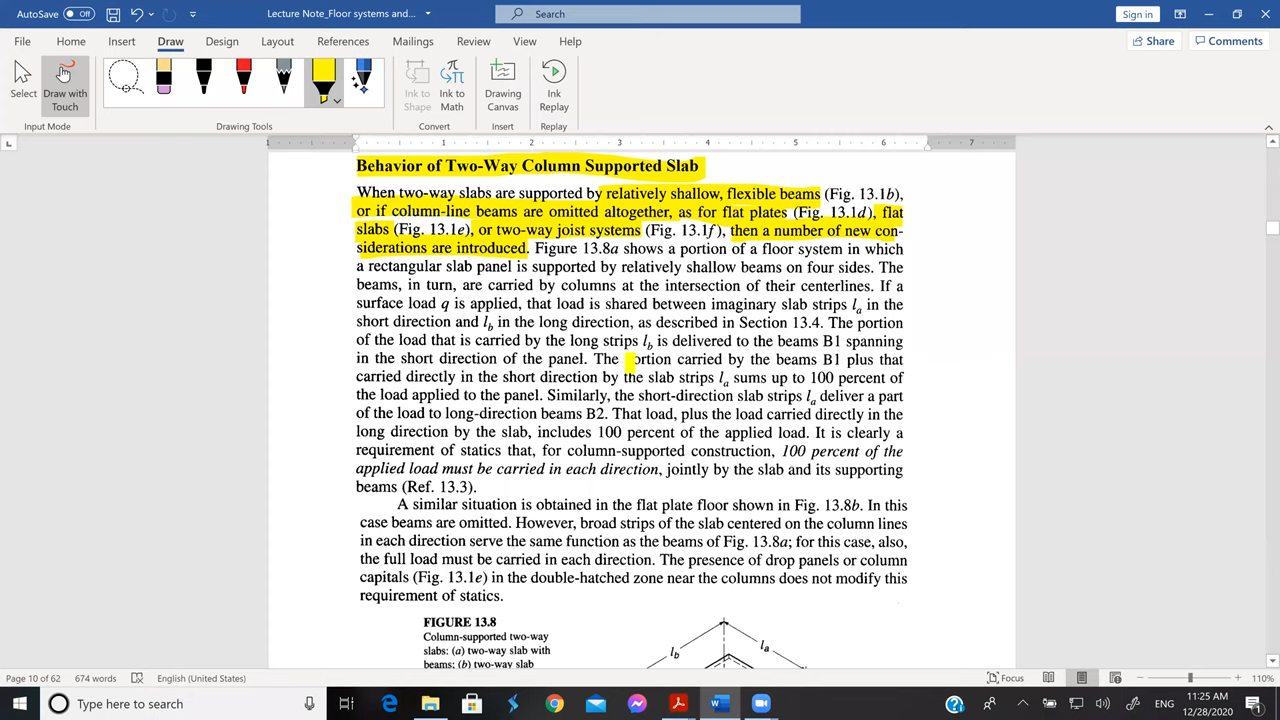 AutoSave Off Lecture Note_Floor systems and... Search Sign in
File Home Insert Draw Design Layout References Mailings Review View Help Share Comments
Select Draw with Touch Ink to Shape Ink to Math Drawing Canvas Ink Replay
Input Mode Drawing Tools Convert Insert Replay
1 1 2 3 4 5 6 7
Behavior of Two-Way Column Supported Slab
When two-way slabs are supported by relatively shallow, flexible beams (Fig. 13.1b),
or if column-line beams are omitted altogether, as for flat plates (Fig. 13.1d), flat
slabs (Fig. 13.1e), or two-way joist systems (Fig. 13.1f), then a number of new con-
siderations are introduced. Figure 13.8a shows a portion of a floor system in which
a rectangular slab panel is supported by relatively shallow beams on four sides. The
beams, in turn, are carried by columns at the intersection of their centerlines. If a
surface load q is applied, that load is shared between imaginary slab strips la in the
short direction and lb in the long direction, as described in Section 13.4. The portion
of the load that is carried by the long strips lb is delivered to the beams B1 spanning
in the short direction of the panel. The ortion carried by the beams B1 plus that
carried directly in the short direction by the slab strips la sums up to 100 percent of
the load applied to the panel. Similarly, the short-direction slab strips la deliver a part
of the load to long-direction beams B2. That load, plus the load carried directly in the
long direction by the slab, includes 100 percent of the applied load. It is clearly a
requirement of statics that, for column-supported construction, 100 percent of the
applied load must be carried in each direction, jointly by the slab and its supporting
beams (Ref. 13.3).
A similar situation is obtained in the flat plate floor shown in Fig. 13.8b. In this
case beams are omitted. However, broad strips of the slab centered on the column lines
in each direction serve the same function as the beams of Fig. 13.8a; for this case, also,
the full load must be carried in each direction. The presence of drop panels or column
capitals (Fig. 13.1e) in the double-hatched zone near the columns does not modify this
requirement of statics.
FIGURE 13.8
Column-supported two-way
slabs: (a) two-way slab with
beams; (b) two-way slab
lb la
Page 10 of 62 674 words English (United States) Focus 110%
Type here to search ENG 11:25 AM
12/28/2020